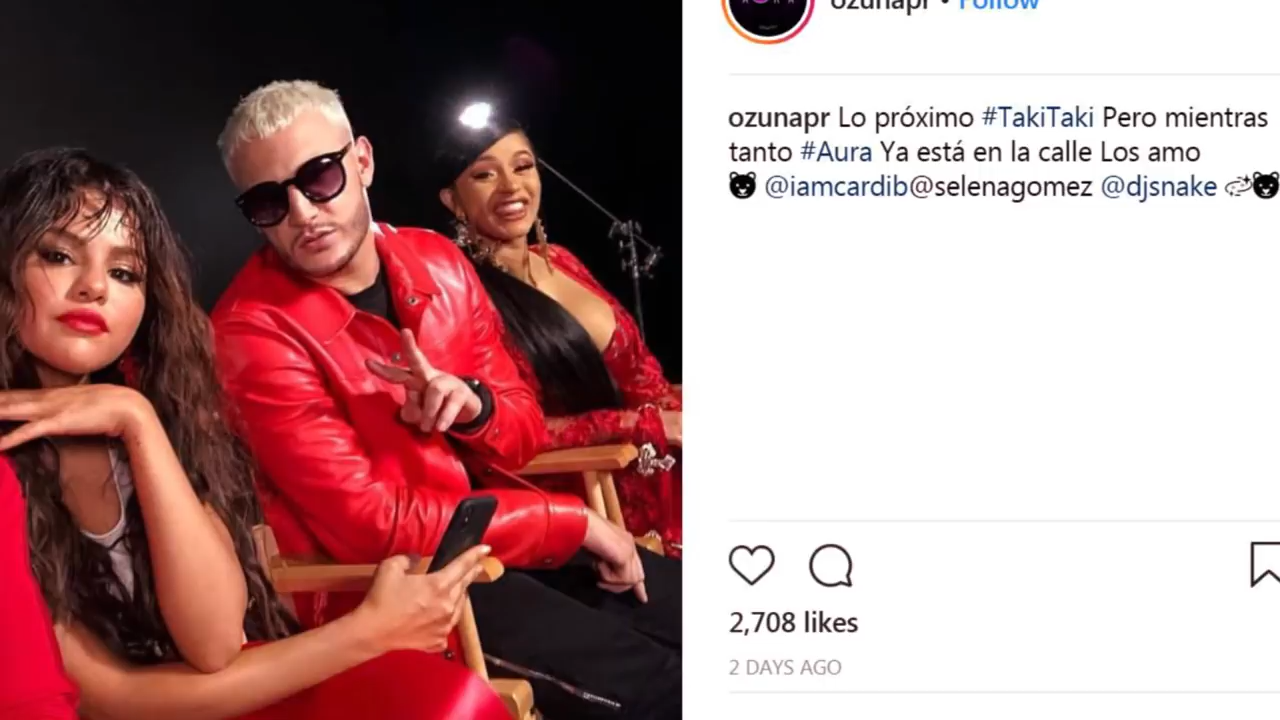 ozunapr • Follow
ozunapr Lo próximo #TakiTaki Pero mientras
tanto #Aura Ya está en la calle Los amo
@iamcardib@selenagomez @djsnake
2,708 likes
2 DAYS AGO